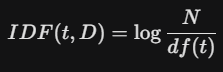 IDF(t, D) = log N / df(t)